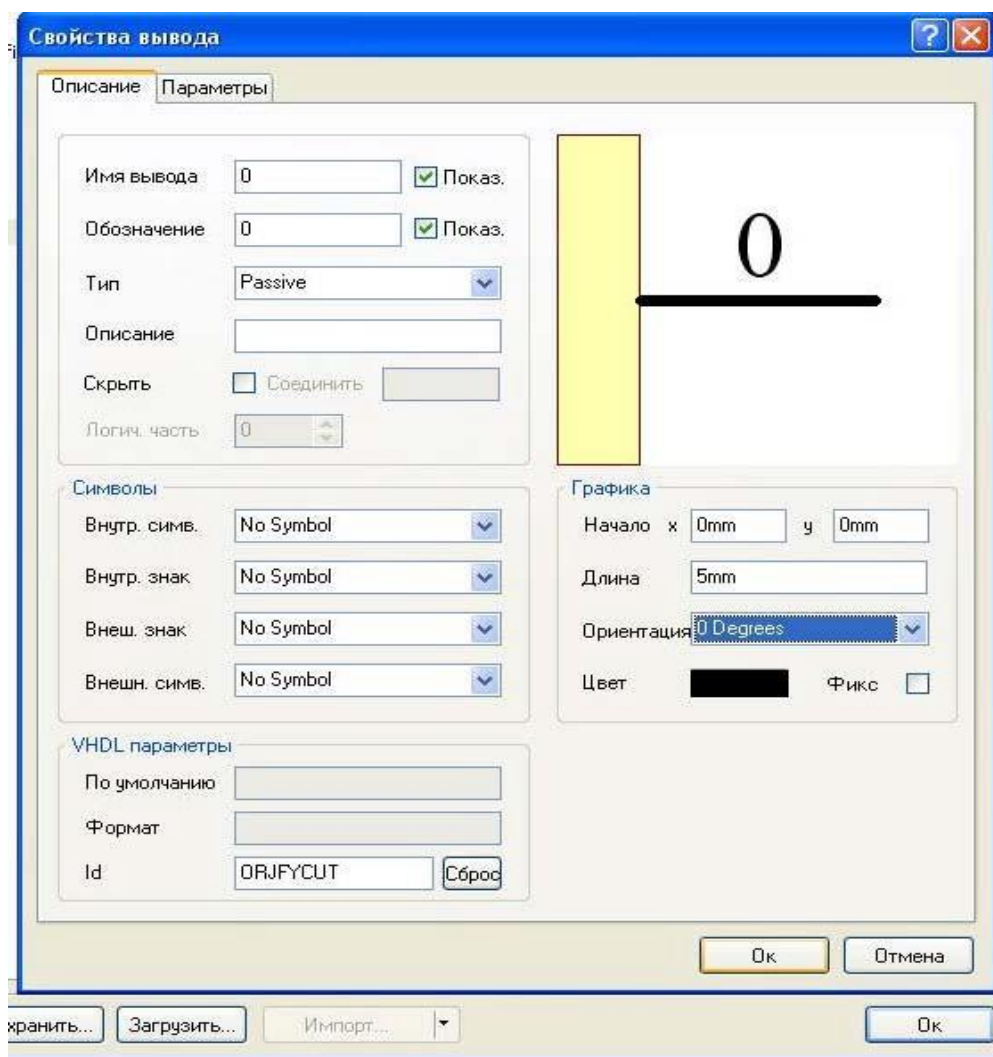 Fi
Свойства вывода
Описание Параметры
Имя вывода 0 Показ.
Обозначение 0 Показ.
Тип Passive
Описание
Скрыть Соединить
Логич. часть 0
0
Символы
Внутр. симв. No Symbol
Внутр. знак No Symbol
Внеш. знак No Symbol
Внешн. симв. No Symbol
Графика
Начало x 0mm y 0mm
Длина 5mm
Ориентация 0 Degrees
Цвет Фикс
VHDL параметры
По умолчанию
Формат
Id ORJFYCUT Сброс
Ок Отмена
хранить... Загрузить... Импорт... Ок